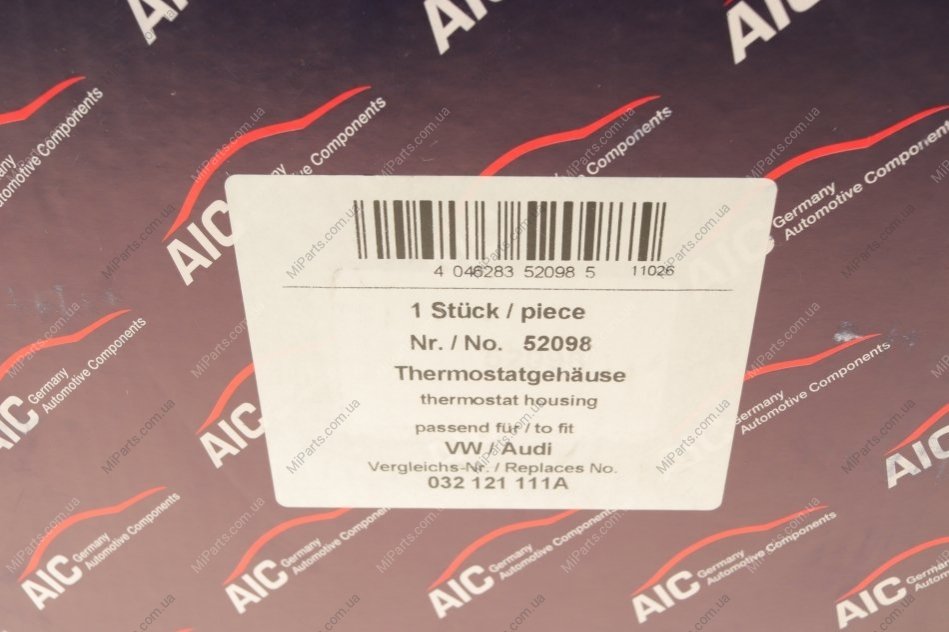 4 046283 52098 5 11026
1 Stück / piece
Nr. / No. 52098
Thermostatgehäuse
thermostat housing
passend für / to fit
VW / Audi
Vergleichs-Nr. / Replaces No.
032 121 111A
AIC Germany
Automotive Components
MiParts.com.ua